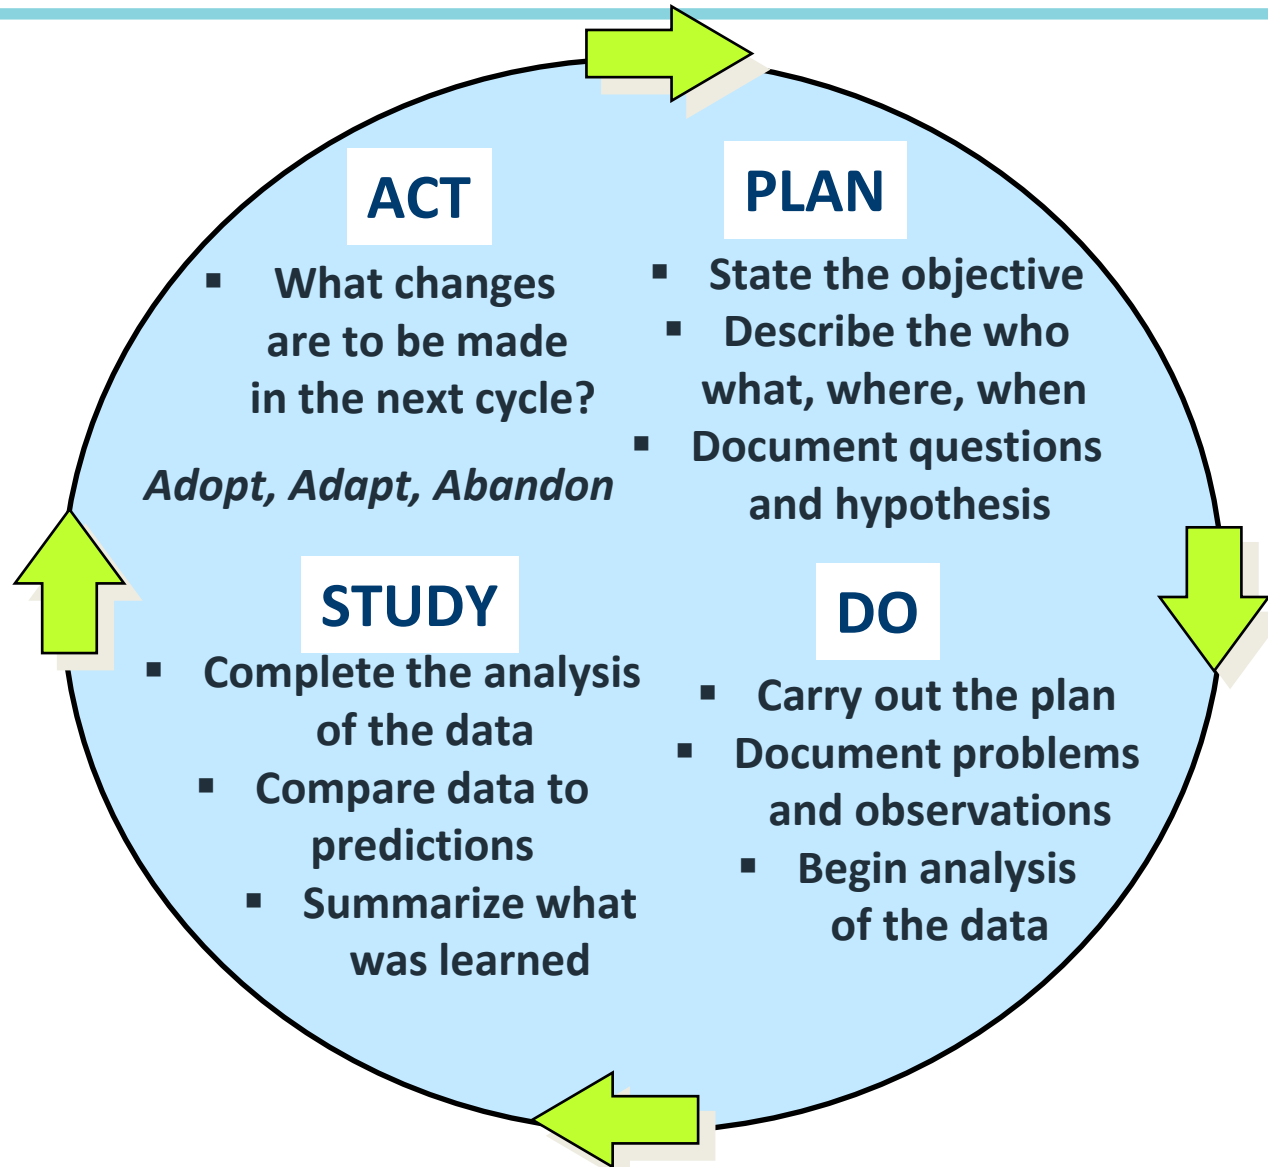 ACT
▪ What changes
are to be made
in the next cycle?
Adopt, Adapt, Abandon
PLAN
▪ State the objective
▪ Describe the who
what, where, when
▪ Document questions
and hypothesis
STUDY
▪ Complete the analysis
of the data
▪ Compare data to
predictions
▪ Summarize what
was learned
DO
▪ Carry out the plan
▪ Document problems
and observations
▪ Begin analysis
of the data